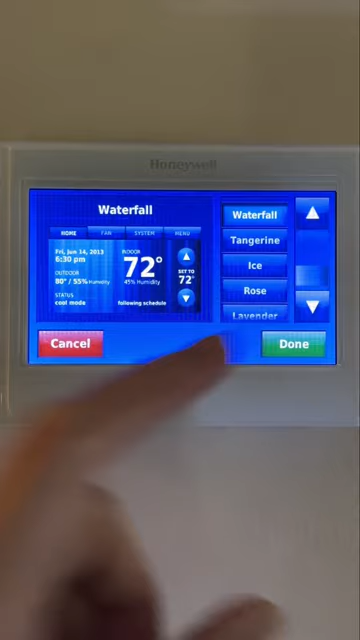 Honeywell
Waterfall
HOME FAN SYSTEM MENU
Fri, Jun 14, 2013
6:30 pm
OUTDOOR
80° / 55% Humidity
STATUS
cool mode
INDOOR
72°
45% Humidity
following schedule
SET TO
72°
Waterfall
Tangerine
Ice
Rose
Lavender
Cancel
Done